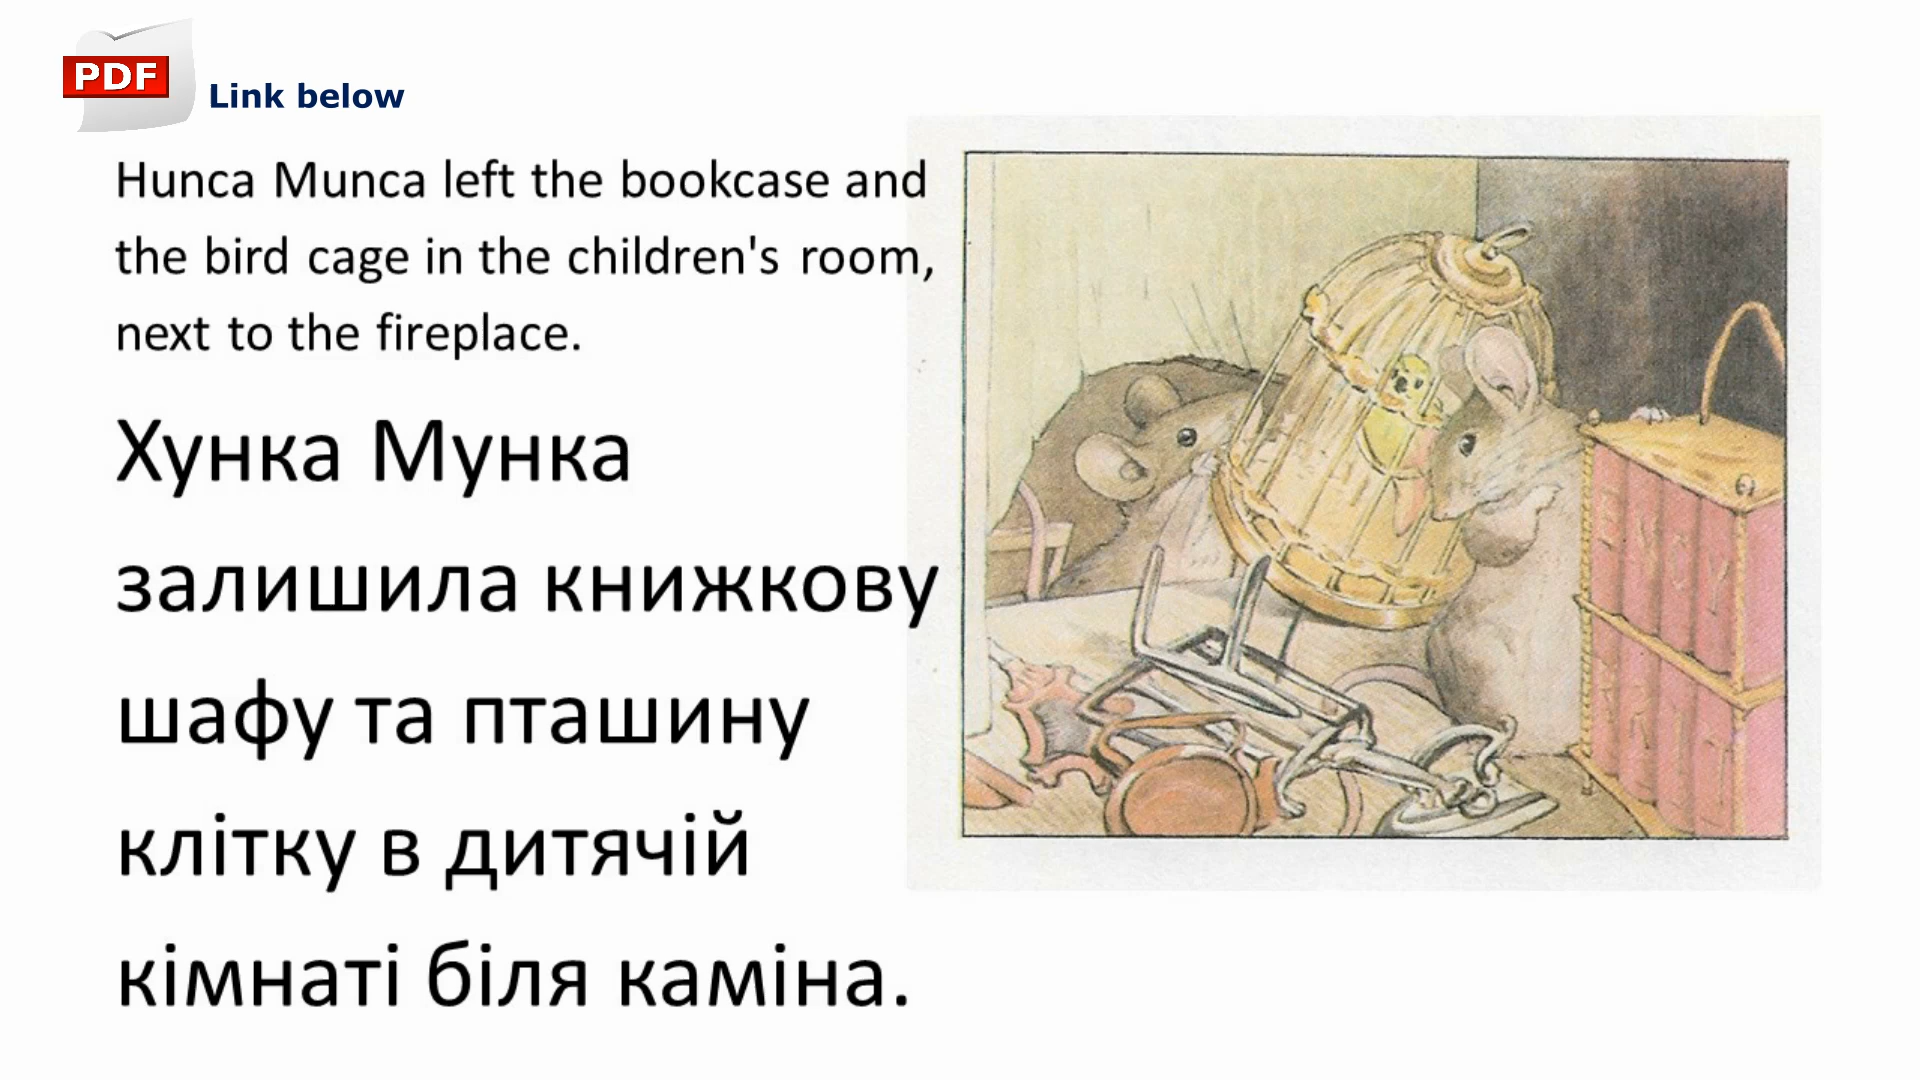 PDF
Link below
Hunca Munca left the bookcase and
the bird cage in the children's room,
next to the fireplace.
Хунка Мунка
залишила книжкову
шафу та пташину
клітку в дитячій
кімнаті біля каміна.